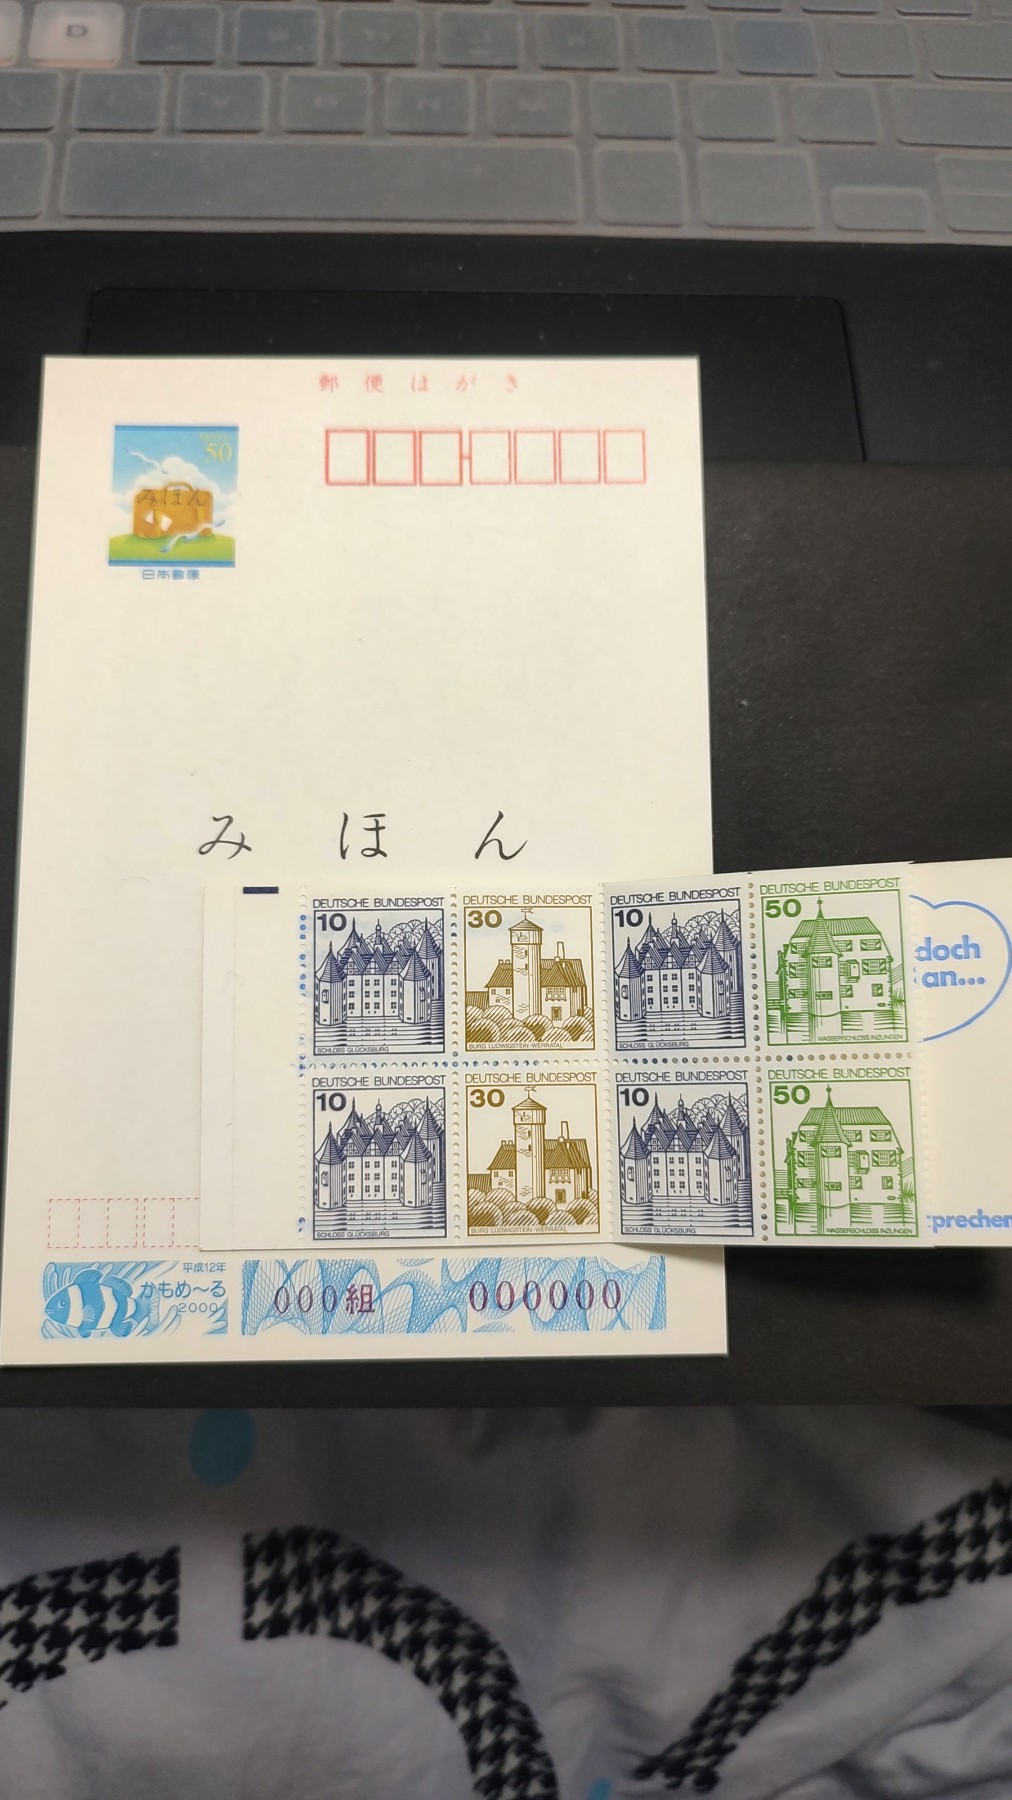 D
郵便はがき
NIPPON
50
みほん
日本郵便
みほん
DEUTSCHE BUNDESPOST
10
SCHLOSS GLÜCKSBURG
DEUTSCHE BUNDESPOST
30
BURG LUDWIGSTEIN·WERRATAL
DEUTSCHE BUNDESPOST
10
SCHLOSS GLÜCKSBURG
DEUTSCHE BUNDESPOST
50
WASSERSCHLOSS INZLINGEN
doch
an...
DEUTSCHE BUNDESPOST
10
SCHLOSS GLÜCKSBURG
DEUTSCHE BUNDESPOST
30
BURG LUDWIGSTEIN·WERRATAL
DEUTSCHE BUNDESPOST
10
SCHLOSS GLÜCKSBURG
DEUTSCHE BUNDESPOST
50
WASSERSCHLOSS INZLINGEN
prechen
平成12年
かもめ〜る
2000
000組 000000